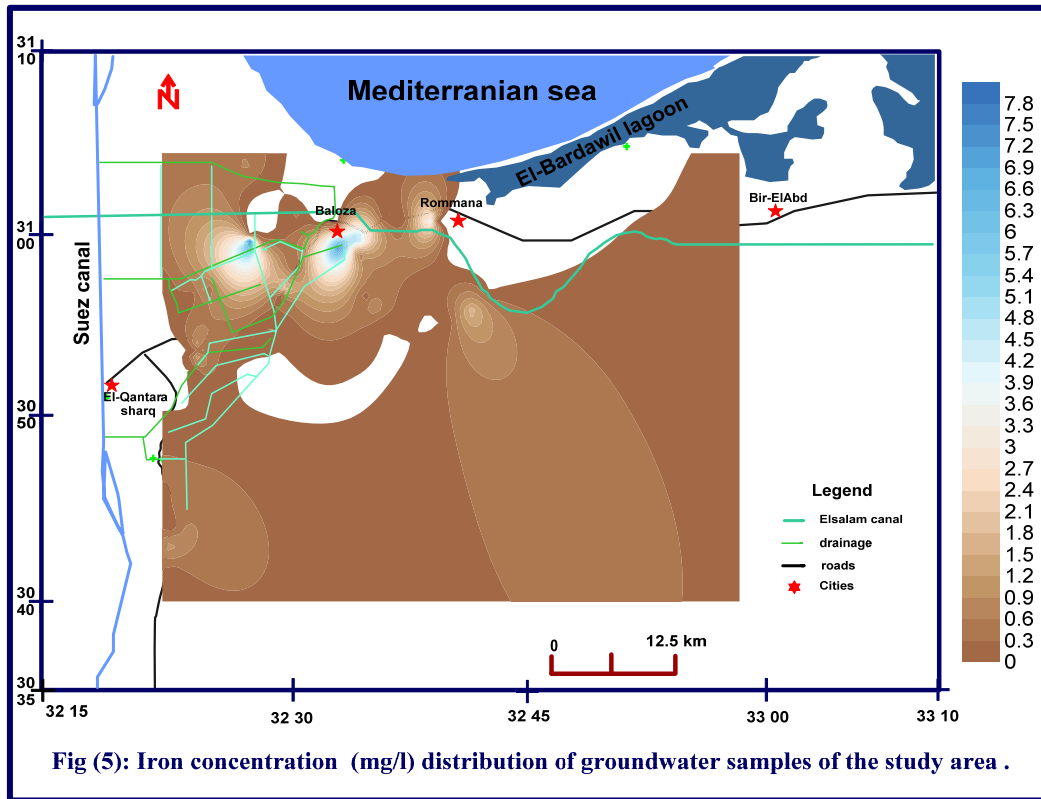 31
10
N
Mediterranian sea
El-Bardawil lagoon
Bir-ElAbd
Rommana
Baloza
31
00
Suez canal
30
50
El-Qantara
sharq
30
40
30
35
32 15
32 30
32 45
33 00
33 10
Legend
Elsalam canal
drainage
roads
Cities
0
12.5 km
7.8
7.5
7.2
6.9
6.6
6.3
6
5.7
5.4
5.1
4.8
4.5
4.2
3.9
3.6
3.3
3
2.7
2.4
2.1
1.8
1.5
1.2
0.9
0.6
0.3
0
Fig (5): Iron concentration (mg/l) distribution of groundwater samples of the study area .